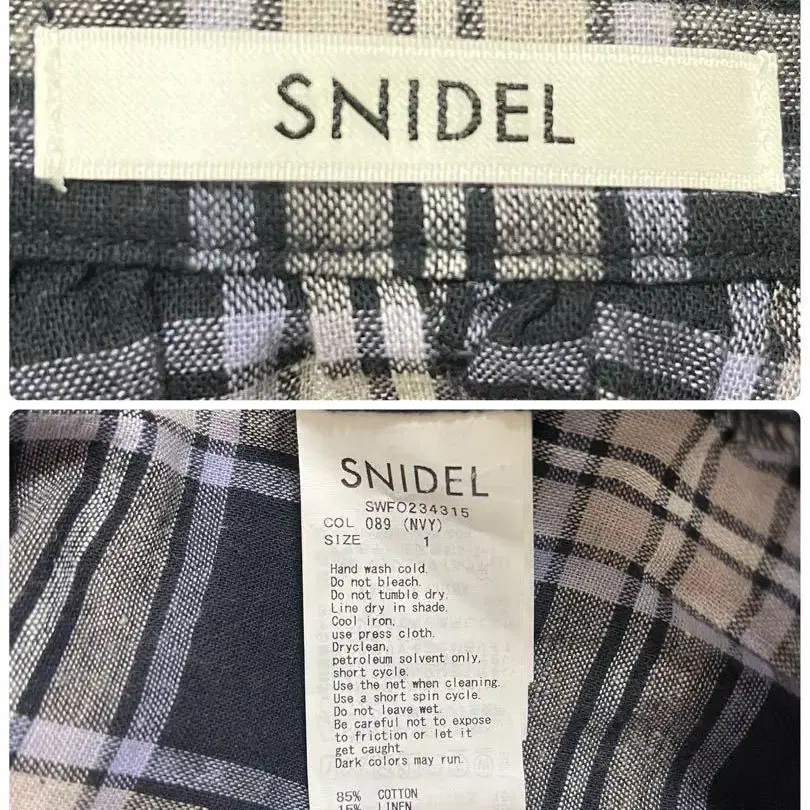 SNIDEL
SNIDEL
SWFO234315
COL 089 (NVY)
SIZE 1
Hand wash cold.
Do not bleach.
Do not tumble dry.
Line dry in shade.
Cool iron,
use press cloth.
Dryclean,
petroleum solvent only,
short cycle.
Use the net when cleaning.
Use a short spin cycle.
Do not leave wet.
Be careful not to expose
to friction or let it
get caught.
Dark colors may run.
85% COTTON
15% LINEN